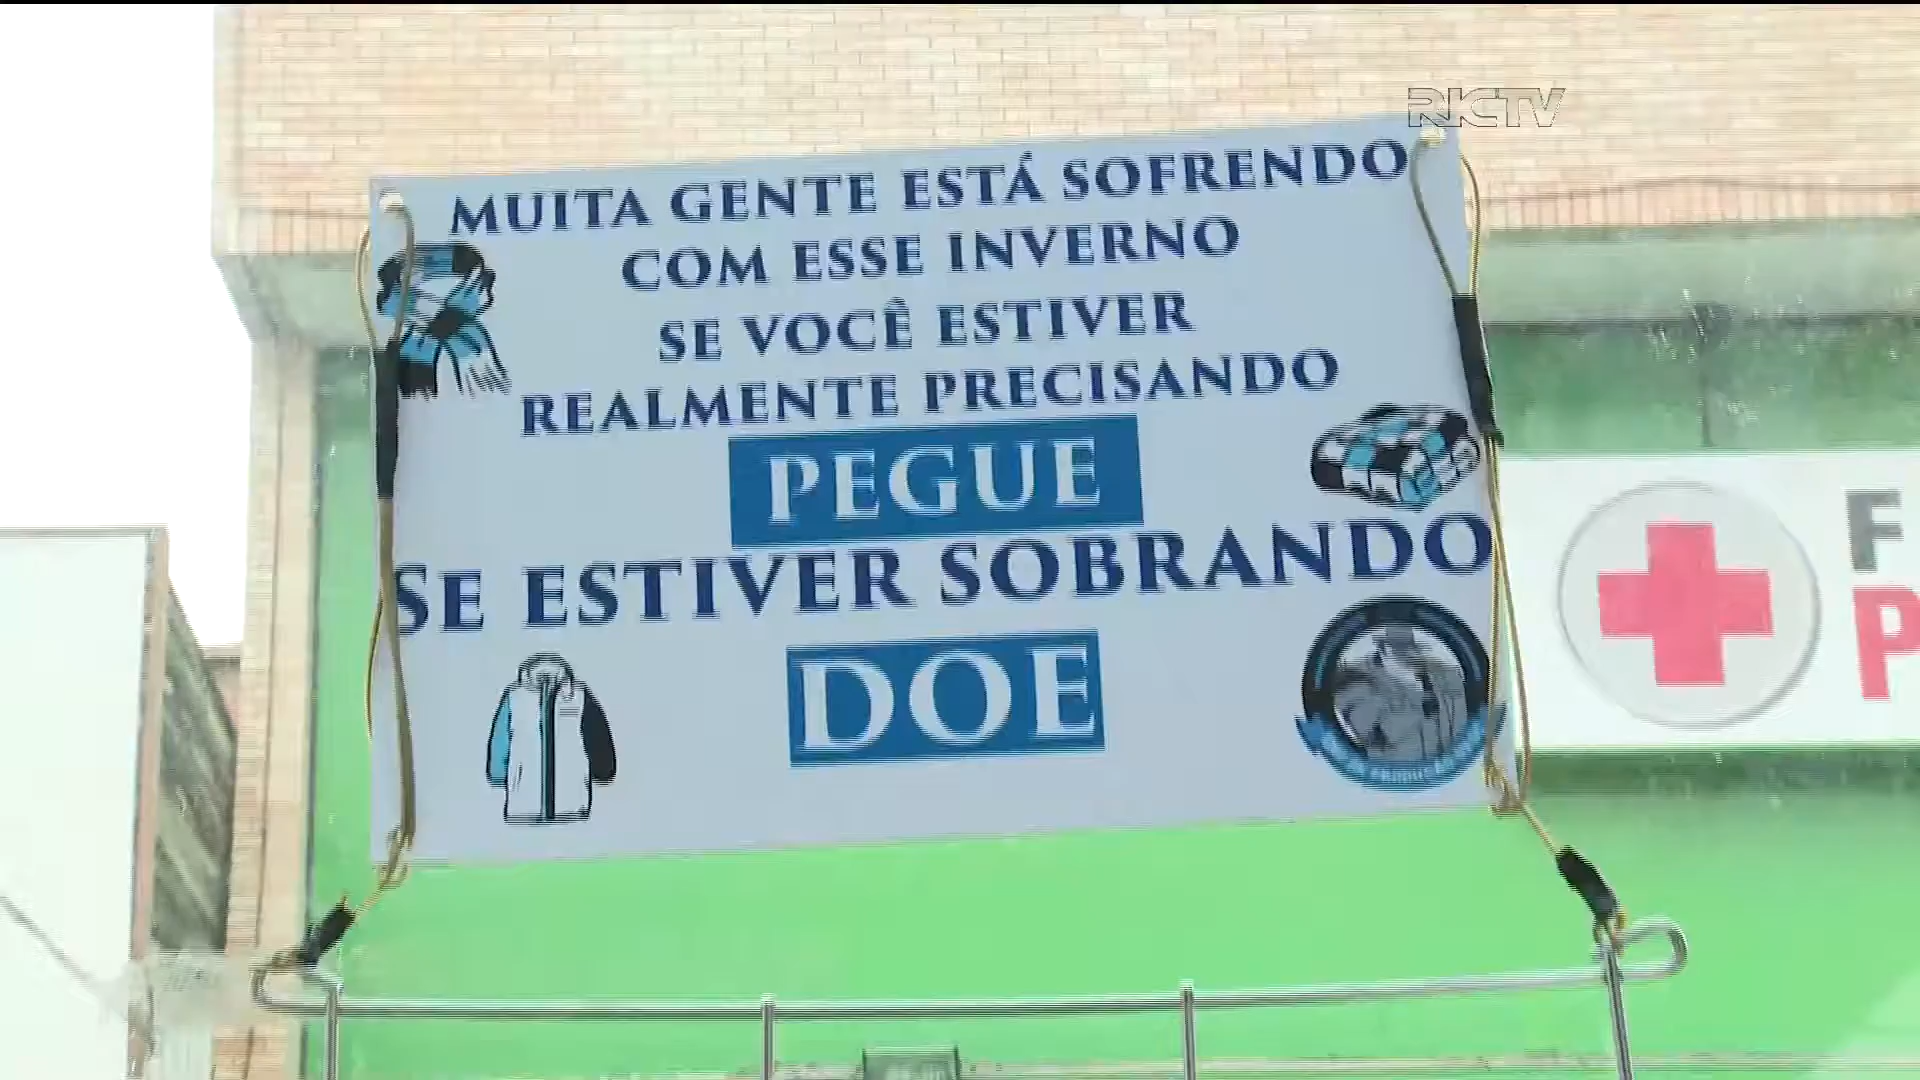 RICTV
MUITA GENTE ESTÁ SOFRENDO
COM ESSE INVERNO
SE VOCÊ ESTIVER
REALMENTE PRECISANDO
PEGUE
SE ESTIVER SOBRANDO
DOE
F
P